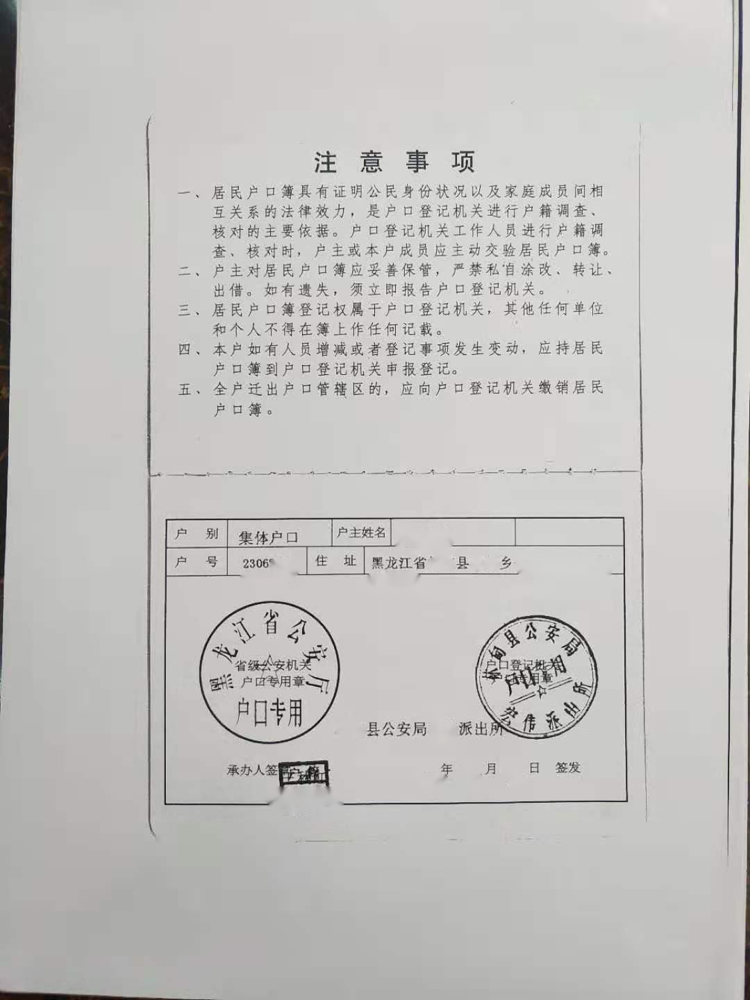 注意事项
一、居民户口簿具有证明公民身份状况以及家庭成员间相
互关系的法律效力，是户口登记机关进行户籍调查、
核对的主要依据。户口登记机关工作人员进行户籍调
查、核对时，户主或本户成员应主动交验居民户口簿。
二、户主对居民户口簿应妥善保管，严禁私自涂改、转让、
出借。如有遗失，须立即报告户口登记机关。
三、居民户口簿登记权属于户口登记机关，其他任何单位
和个人不得在簿上作任何记载。
四、本户如有人员增减或者登记事项发生变动，应持居民
户口簿到户口登记机关申报登记。
五、全户迁出户口管辖区的，应向户口登记机关缴销居民
户口簿。
户别 集体户口 户主姓名
户号 2306 住址 黑龙江省 县 乡
黑龙江省公安厅
省级公安机关
户口专用章
户口专用
甸县公安局
户口登记机关
户口专用章
户口专用
宏伟派出所
县公安局 派出所
承办人签章
年 月 日 签发